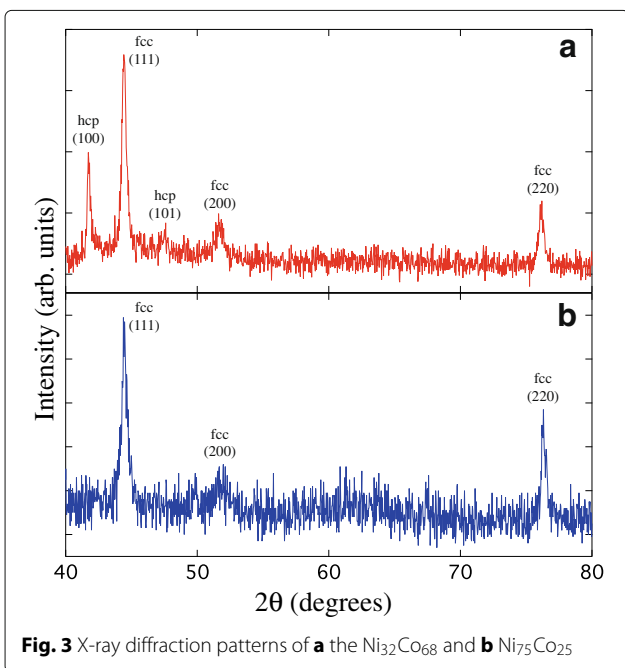 a
fcc
(111)
hcp
(100)
hcp
(101)
fcc
(200)
fcc
(220)
b
fcc
(111)
fcc
(200)
fcc
(220)
Intensity (arb. units)
40 50 60 70 80
2θ (degrees)
Fig. 3 X-ray diffraction patterns of a the Ni₃₂Co₆₈ and b Ni₇₅Co₂₅